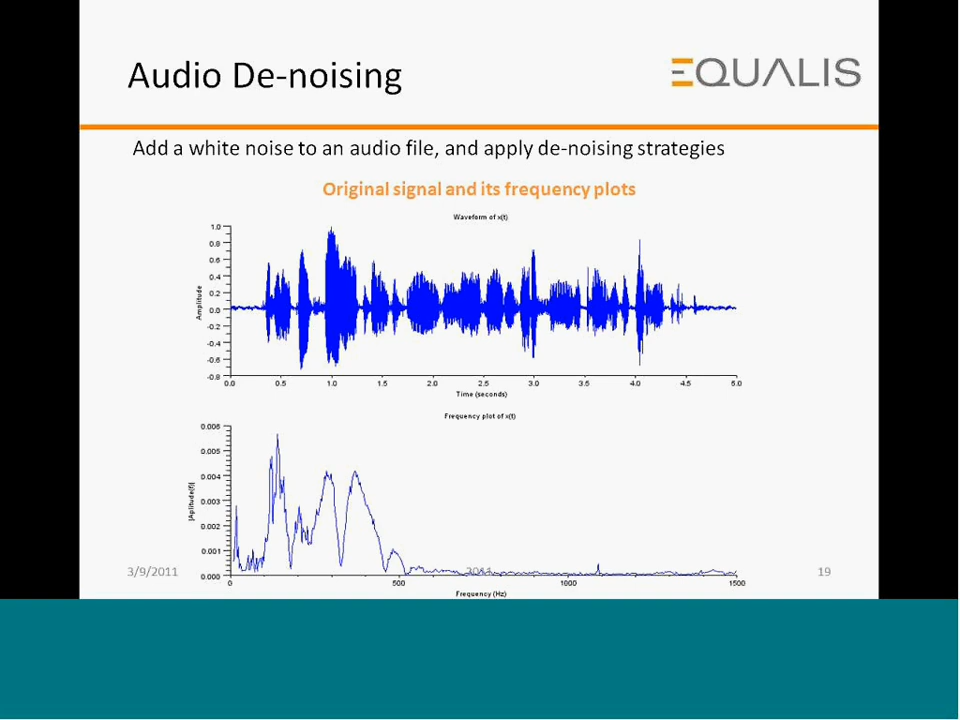 Audio De-noising
EQUALIS
Add a white noise to an audio file, and apply de-noising strategies
Original signal and its frequency plots
Waveform of x(t)
1.0
0.8
0.6
0.4
0.2
0.0
-0.2
-0.4
-0.6
-0.8
Amplitude
0.0 0.5 1.0 1.5 2.0 2.5 3.0 3.5 4.0 4.5 5.0
Time (seconds)
Frequency plot of x(t)
0.006
0.005
0.004
0.003
0.002
0.001
0.000
|Aplitude(f)|
0 500 1000 1500
Frequency (Hz)
3/9/2011 2011 19